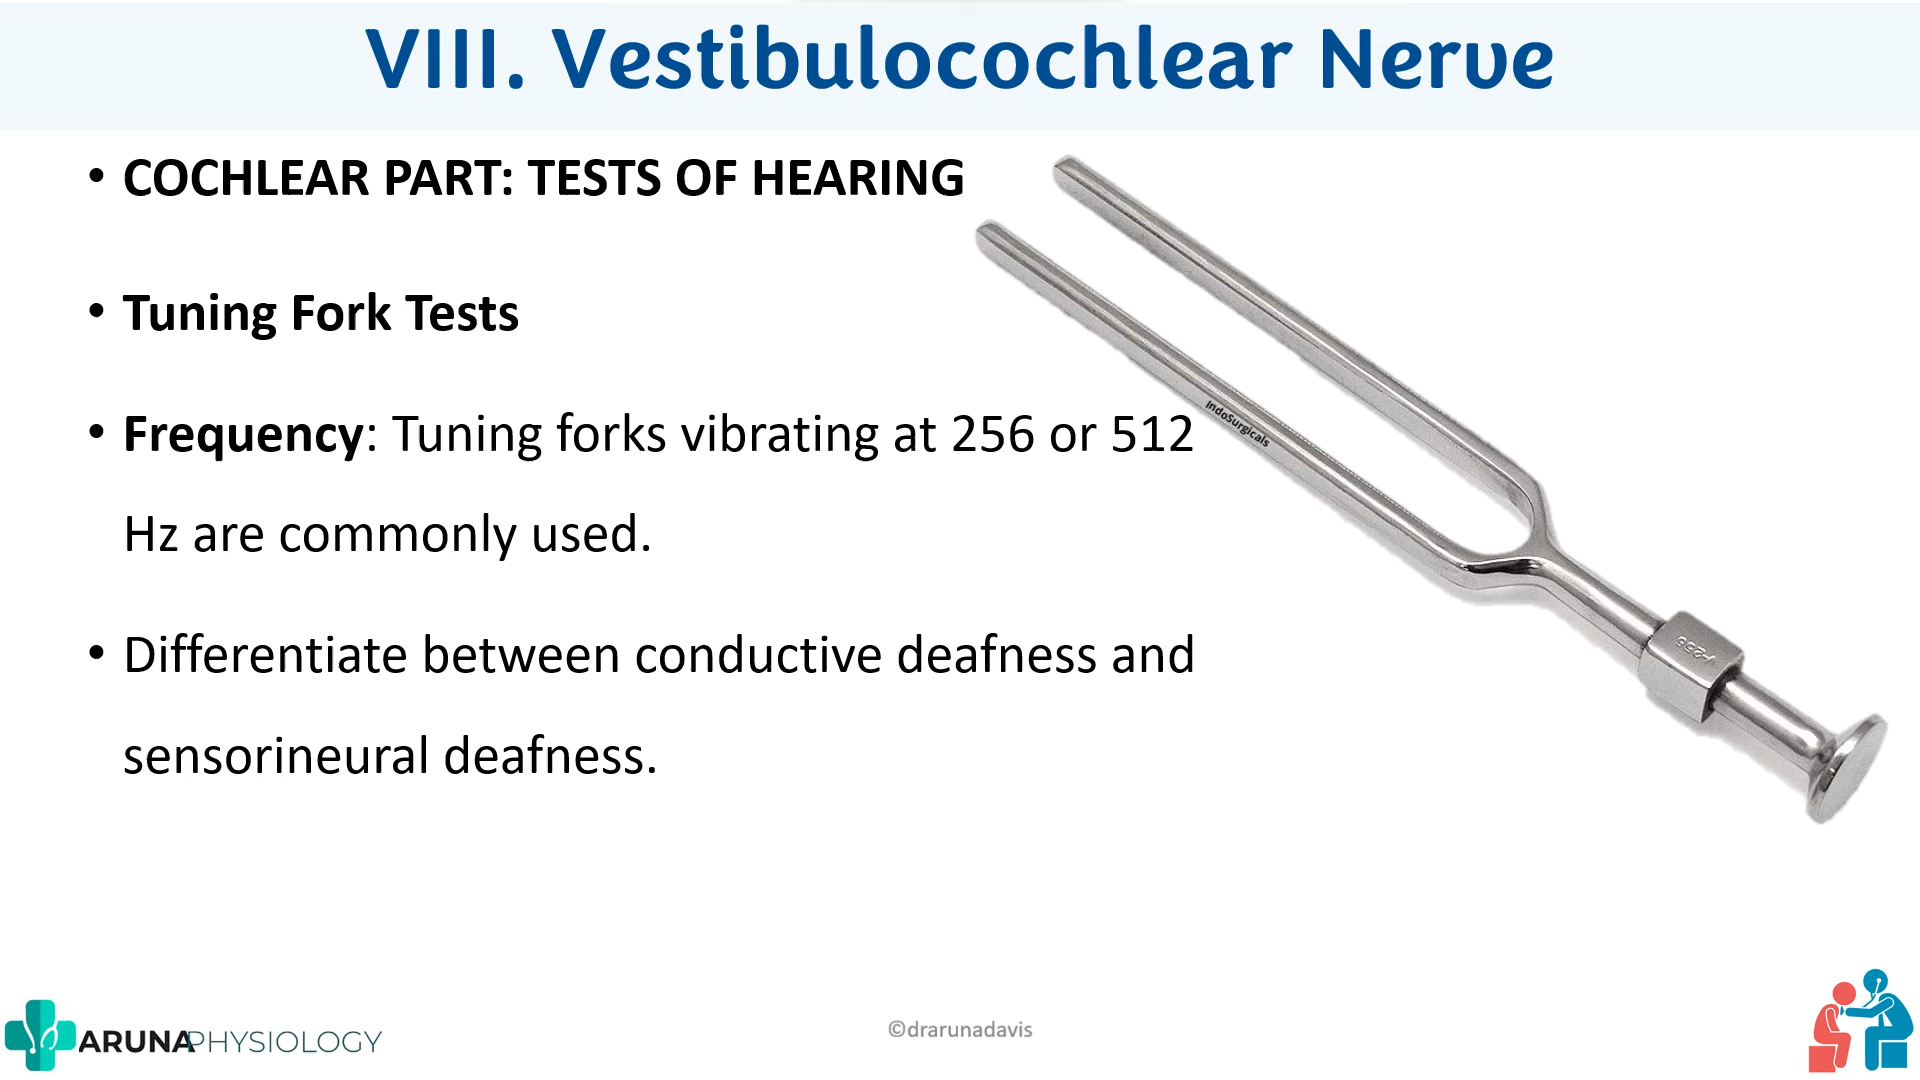 VIII. Vestibulocochlear Nerve
• COCHLEAR PART: TESTS OF HEARING
• Tuning Fork Tests
• Frequency: Tuning forks vibrating at 256 or 512
Hz are commonly used.
• Differentiate between conductive deafness and
sensorineural deafness.
IndoSurgicals
ARUNAPHYSIOLOGY
©drarunadavis